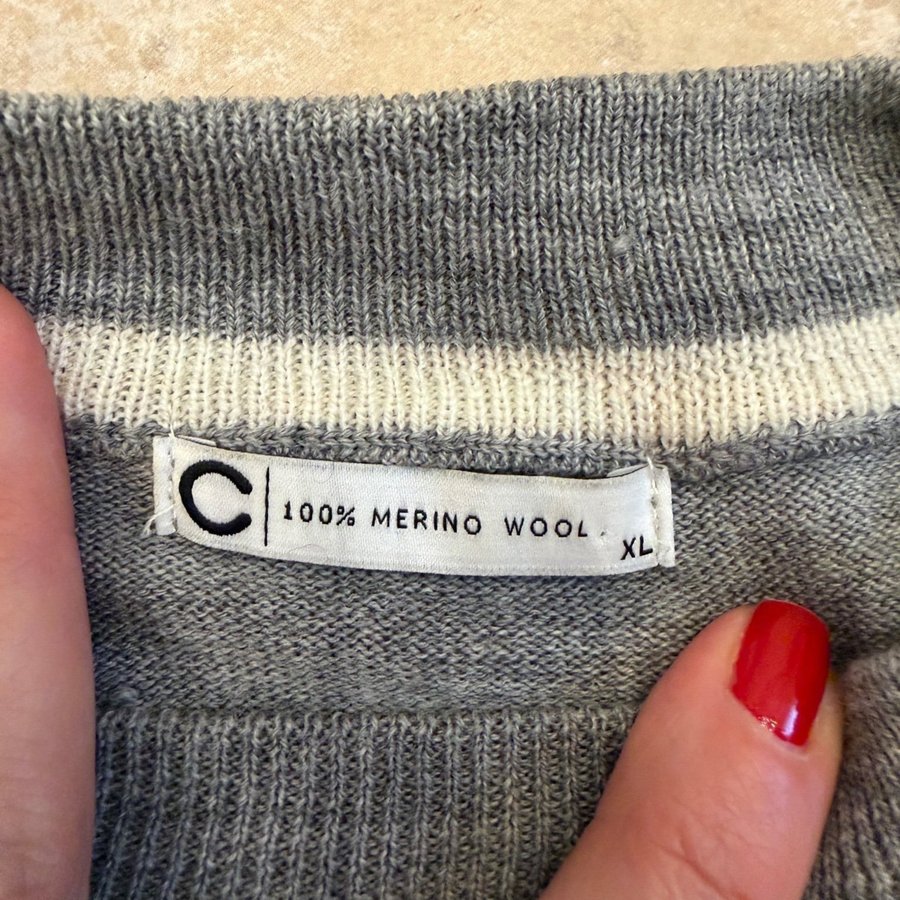 C | 100% MERINO WOOL.
XL